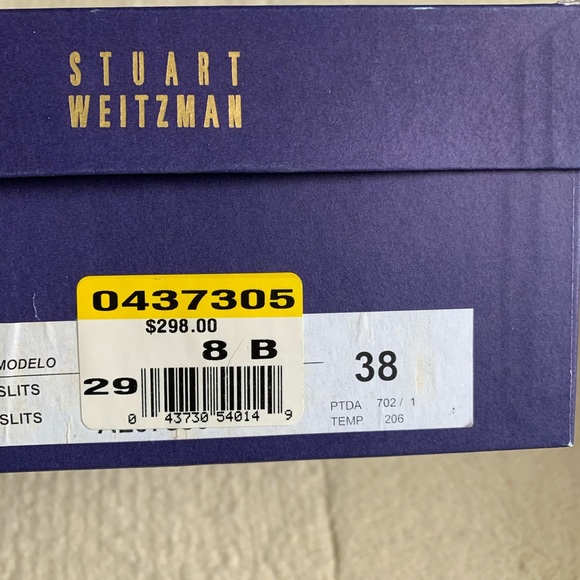 STUART
WEITZMAN
0437305
$298.00
8 / B
29
0 43730 54014 9
MODELO
SLITS
SLITS
38
PTDA 702 / 1
TEMP 206